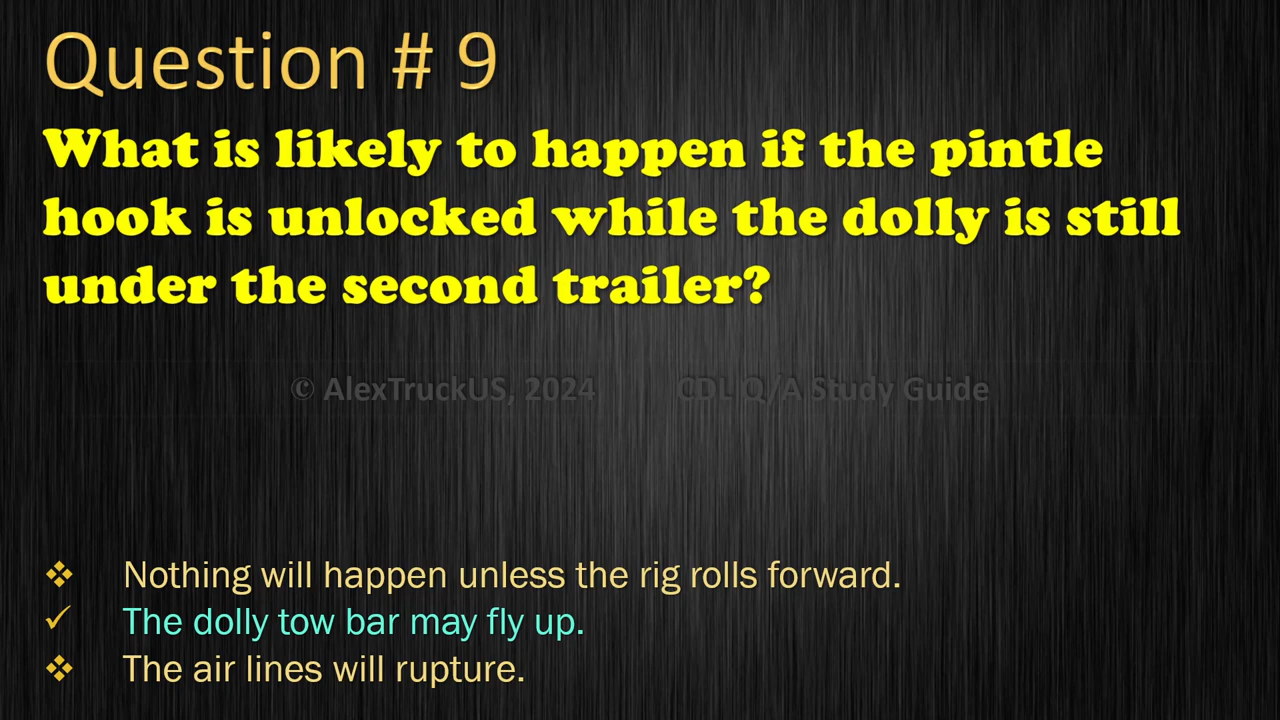 Question # 9
What is likely to happen if the pintle
hook is unlocked while the dolly is still
under the second trailer?
© AlexTruckUS, 2024 CDL Q/A Study Guide
❖ Nothing will happen unless the rig rolls forward.
✓ The dolly tow bar may fly up.
❖ The air lines will rupture.